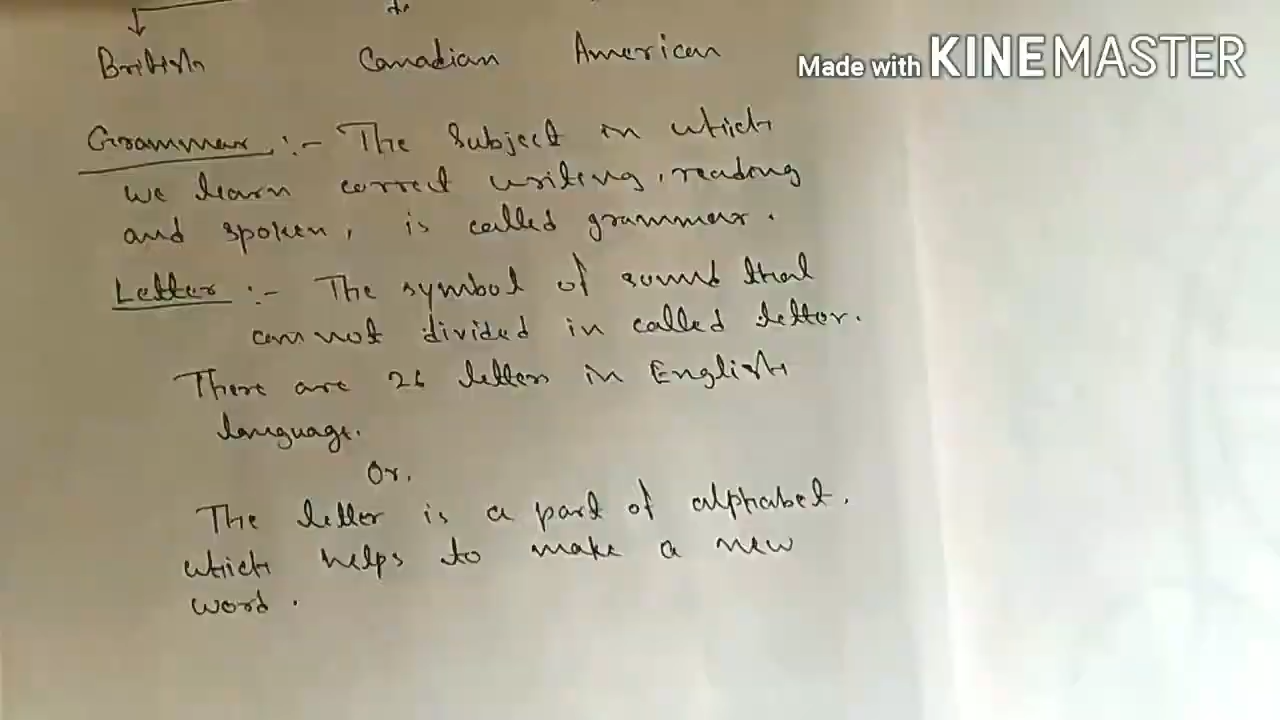 British Canadian American
Made with KINEMASTER
Grammar :- The subject in which
we learn correct writing, reading
and spoken, is called grammar.
Letter :- The symbol of sound that
can not divided in called letter.
There are 26 letters in English
language.
Or,
The letter is a part of alphabet.
which helps to make a new
word.